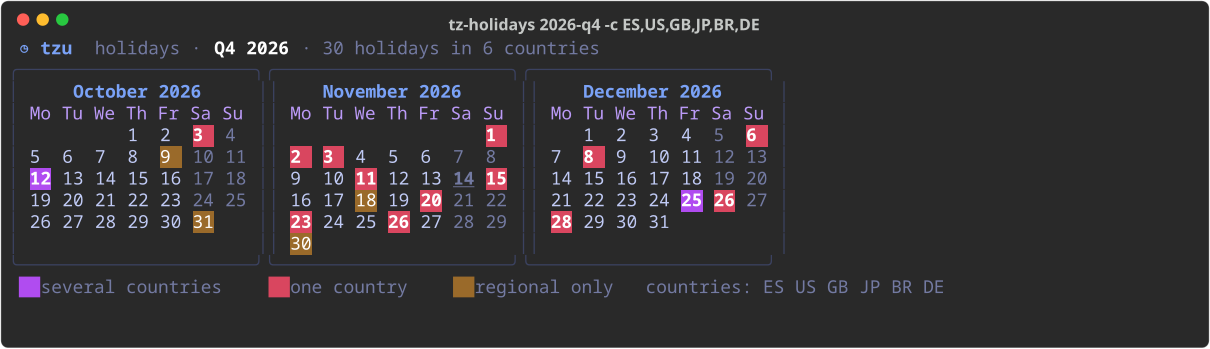 tz-holidays 2026-q4 -c ES,US,GB,JP,BR,DE
◔ tzu  holidays · Q4 2026 · 30 holidays in 6 countries
October 2026 November 2026 December 2026
Mo Tu We Th Fr Sa Su Mo Tu We Th Fr Sa Su Mo Tu We Th Fr Sa Su
1 2 3 4 1 1 2 3 4 5 6
5 6 7 8 9 10 11 2 3 4 5 6 7 8 7 8 9 10 11 12 13
12 13 14 15 16 17 18 9 10 11 12 13 14 15 14 15 16 17 18 19 20
19 20 21 22 23 24 25 16 17 18 19 20 21 22 21 22 23 24 25 26 27
26 27 28 29 30 31 23 24 25 26 27 28 29 28 29 30 31
30
several countries one country regional only countries: ES US GB JP BR DE